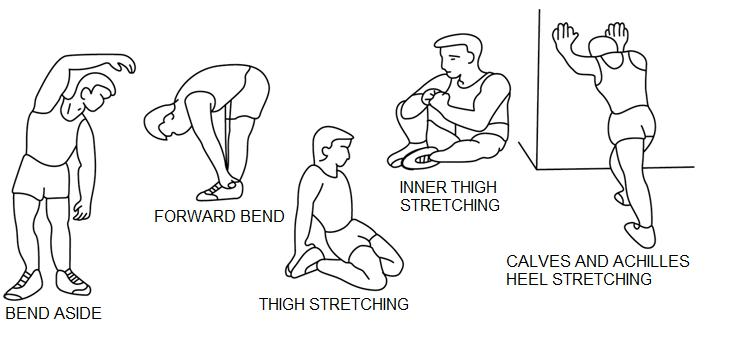 BEND ASIDE
FORWARD BEND
THIGH STRETCHING
INNER THIGH
STRETCHING
CALVES AND ACHILLES
HEEL STRETCHING